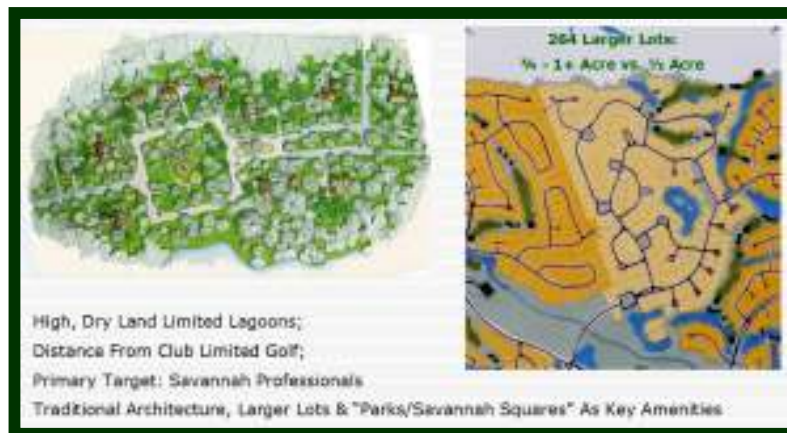 264 Larger Lots:
¾ - 1+ Acre vs. ½ Acre
High, Dry Land Limited Lagoons;
Distance From Club Limited Golf;
Primary Target: Savannah Professionals
Traditional Architecture, Larger Lots & "Parks/Savannah Squares" As Key Amenities